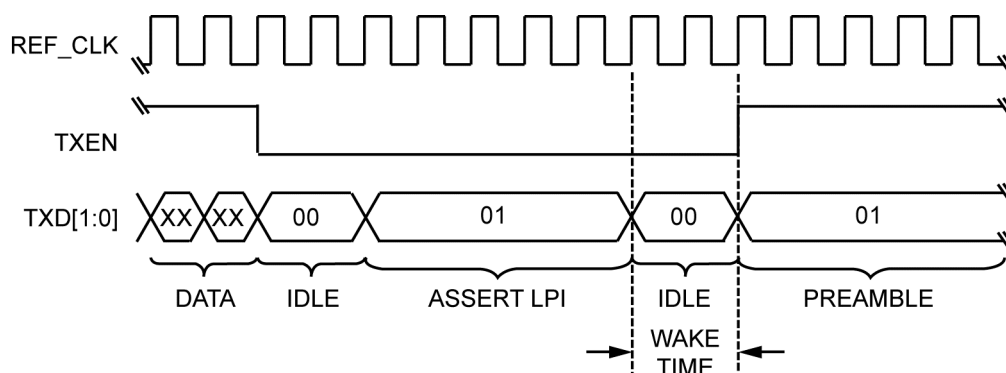 REF_CLK
TXEN
TXD[1:0] XX XX 00 01 00 01
DATA IDLE ASSERT LPI IDLE PREAMBLE
WAKE
TIME